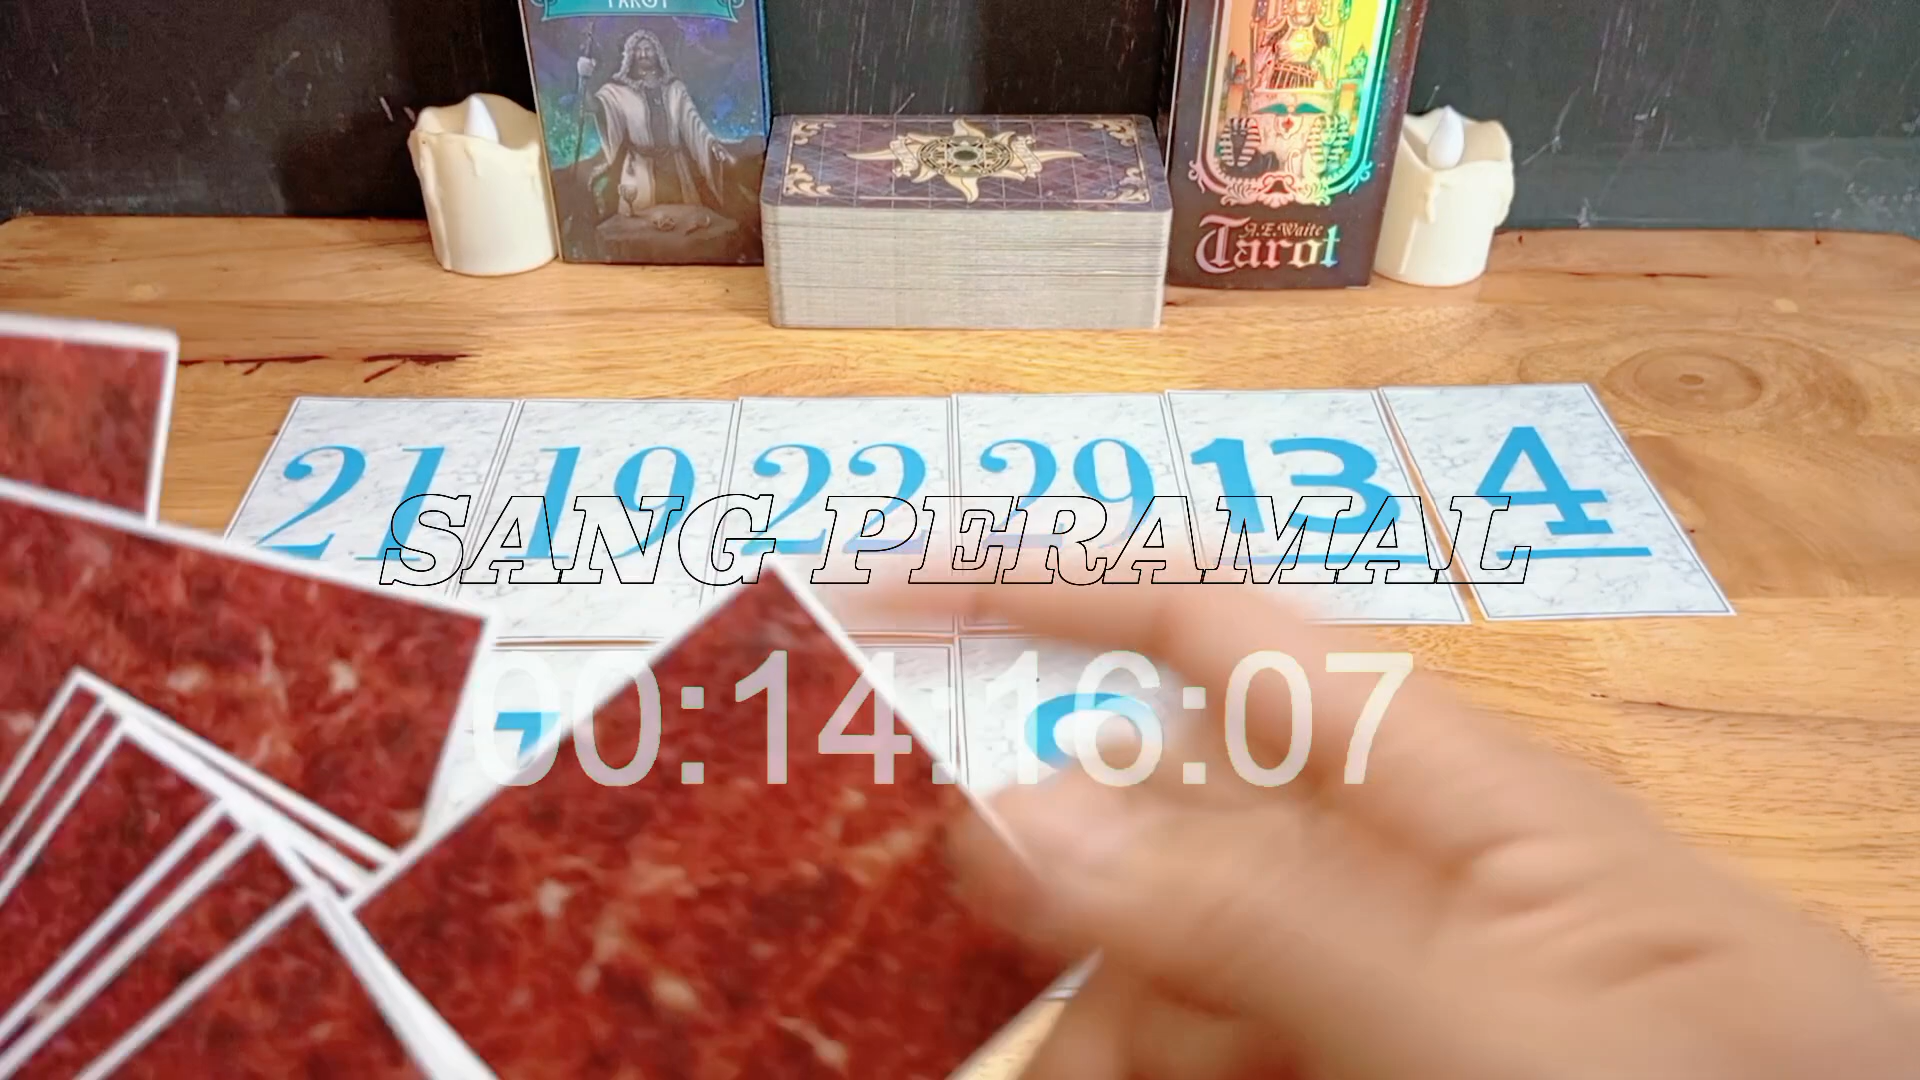 TAROT
A.E.Waite
Tarot
21 19 22 29 13 4
SANG PERAMAL
00:14:16:07